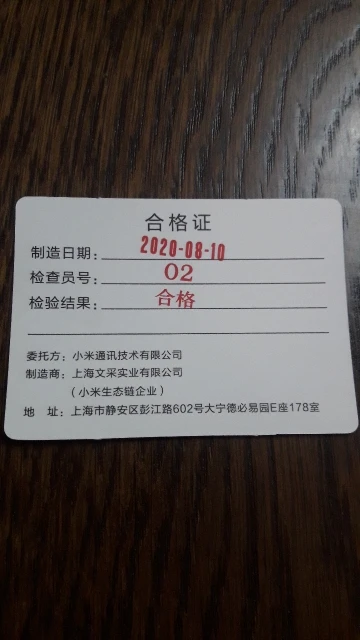 合格证
制造日期：2020-08-10
检查员号：02
检验结果：合格
委托方：小米通讯技术有限公司
制造商：上海文采实业有限公司
（小米生态链企业）
地　址：上海市静安区彭江路602号大宁德必易园E座178室